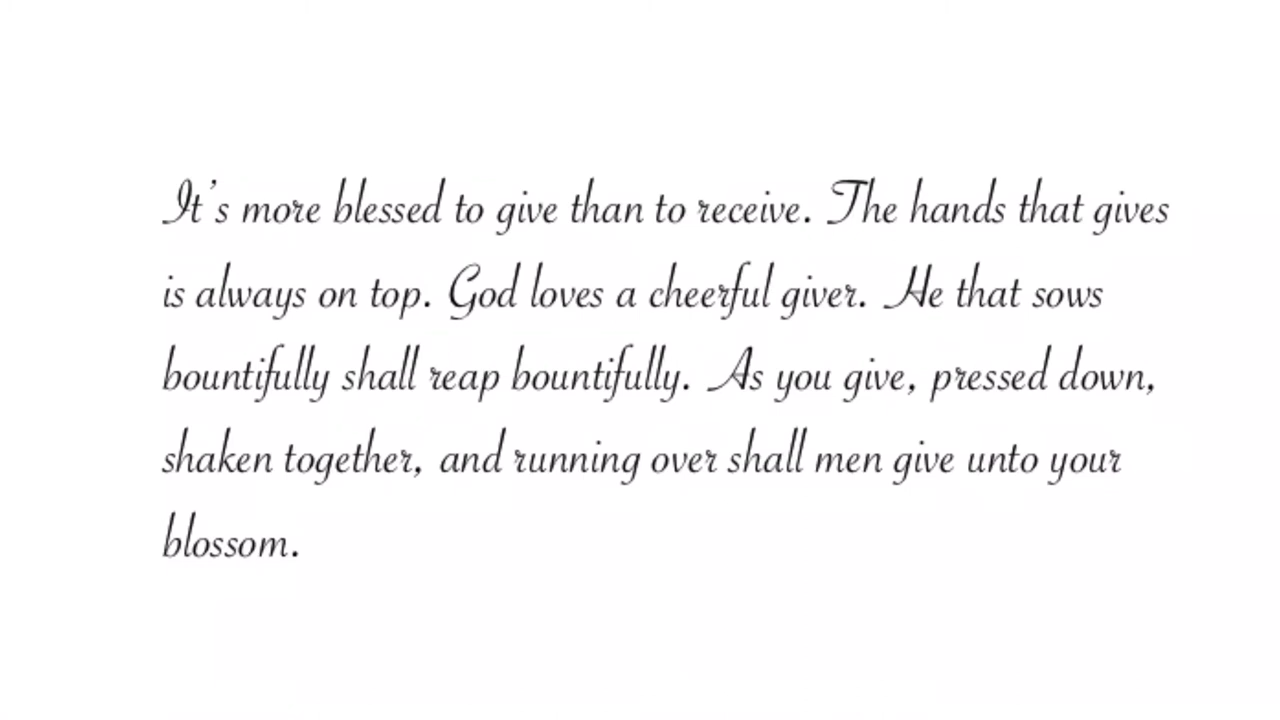 It’s more blessed to give than to receive. The hands that gives
is always on top. God loves a cheerful giver. He that sows
bountifully shall reap bountifully. As you give, pressed down,
shaken together, and running over shall men give unto your
blossom.